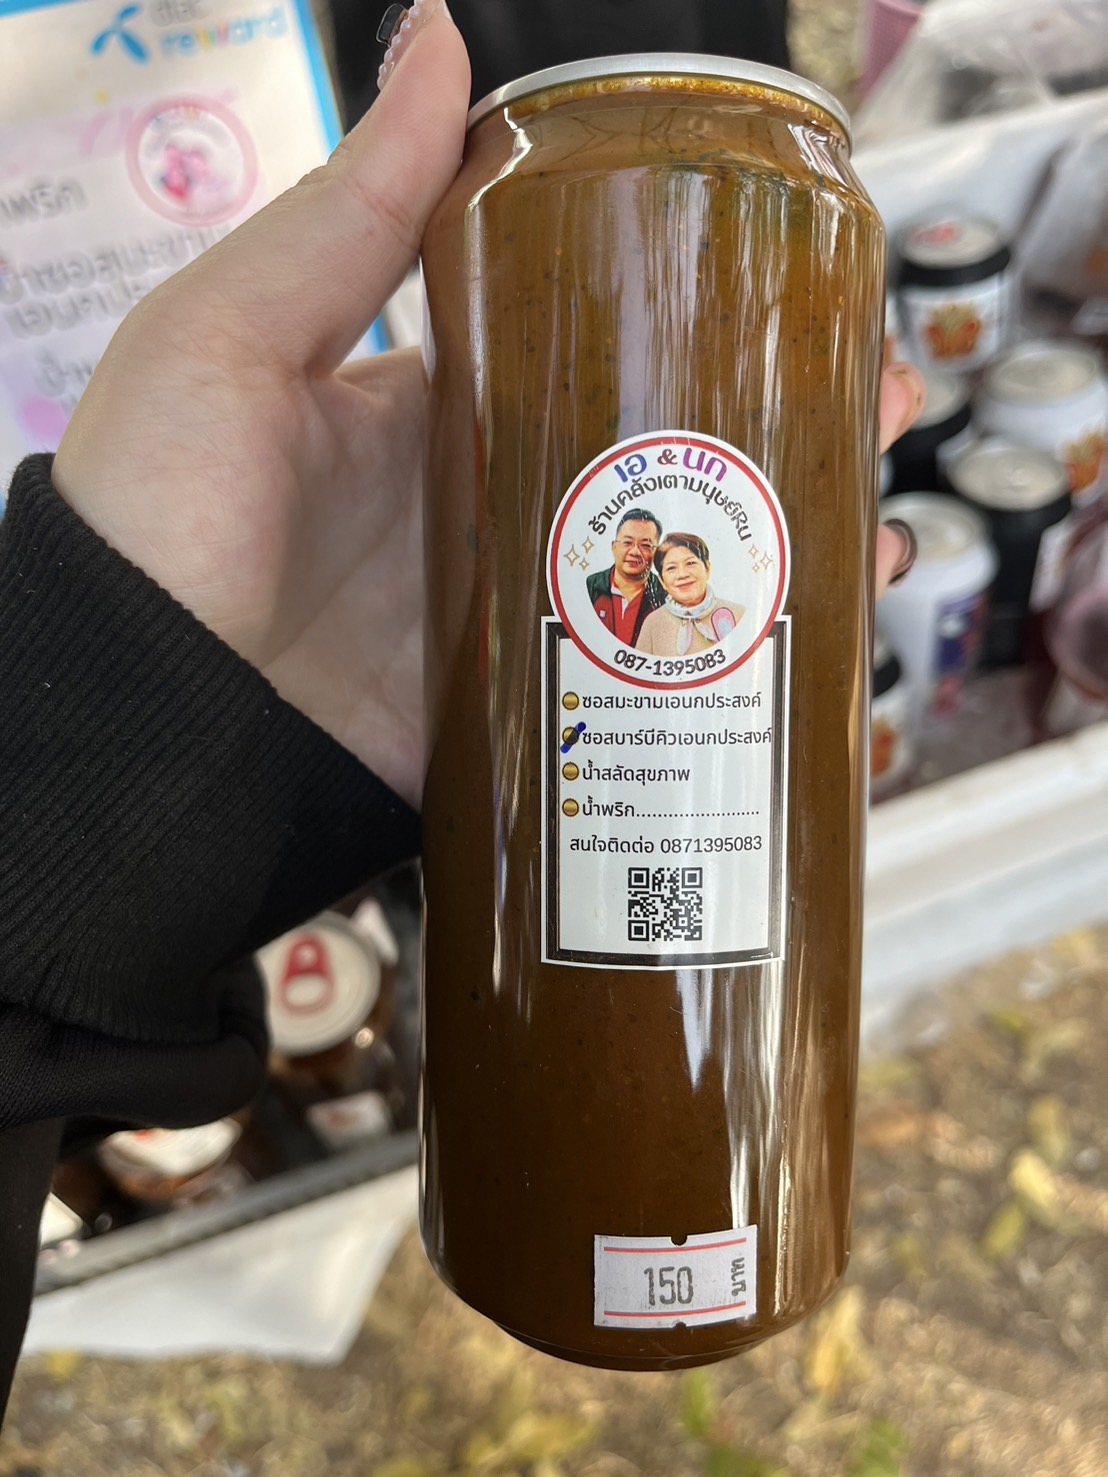 dtac
reward
เอ & นก
ร้านคลังเตามนุษย์หิน
087-1395083
ซอสมะขามเอนกประสงค์
ซอสบาร์บีคิวเอนกประสงค์
น้ำสลัดสุขภาพ
น้ำพริก........................
สนใจติดต่อ 0871395083
150 บาท